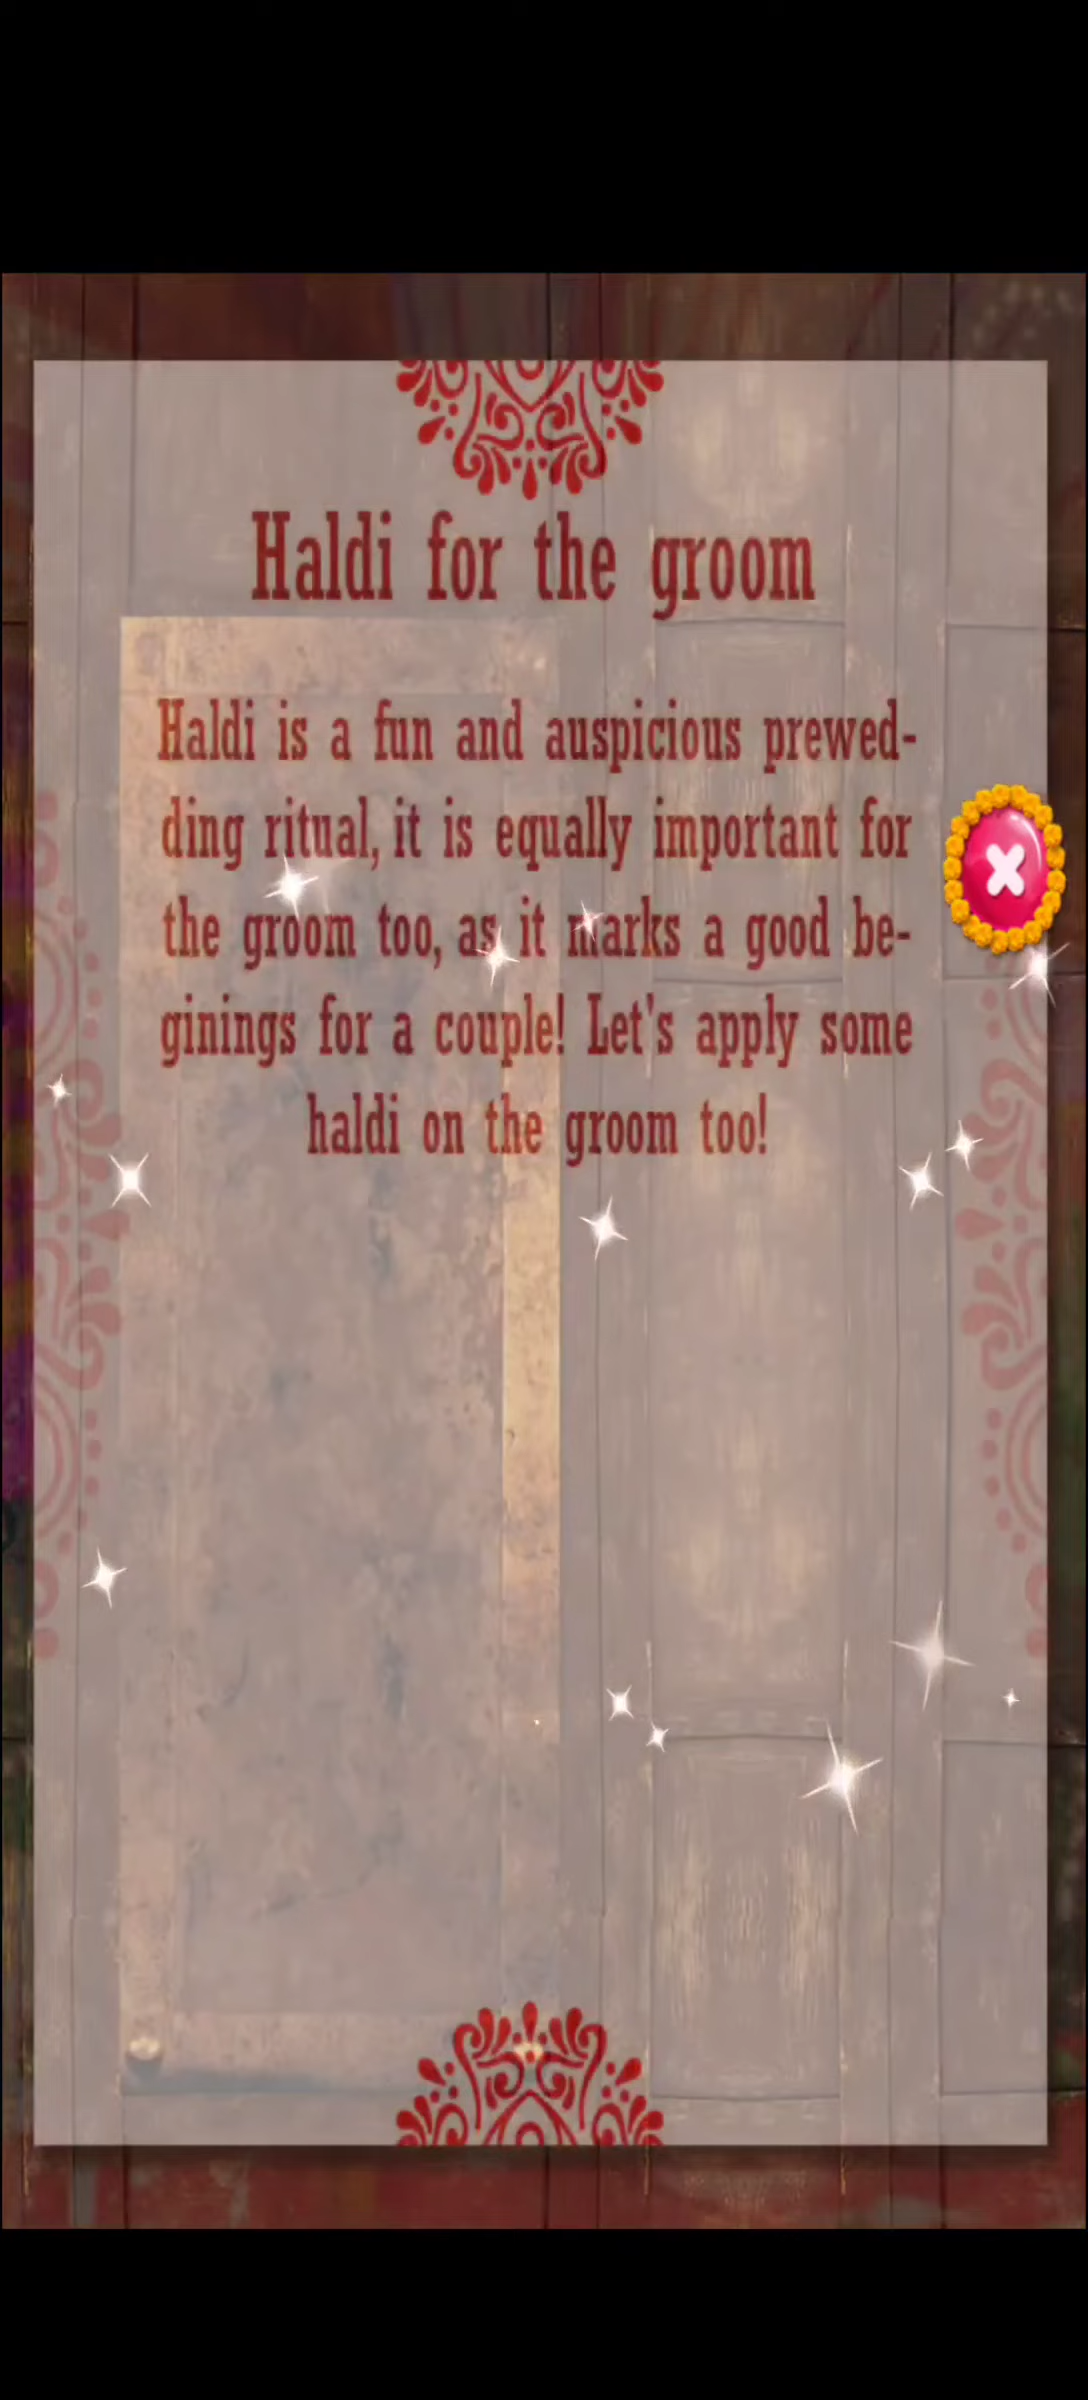 Haldi for the groom
Haldi is a fun and auspicious prewed-
ding ritual, it is equally important for
the groom too, as it marks a good be-
ginings for a couple! Let's apply some
haldi on the groom too!